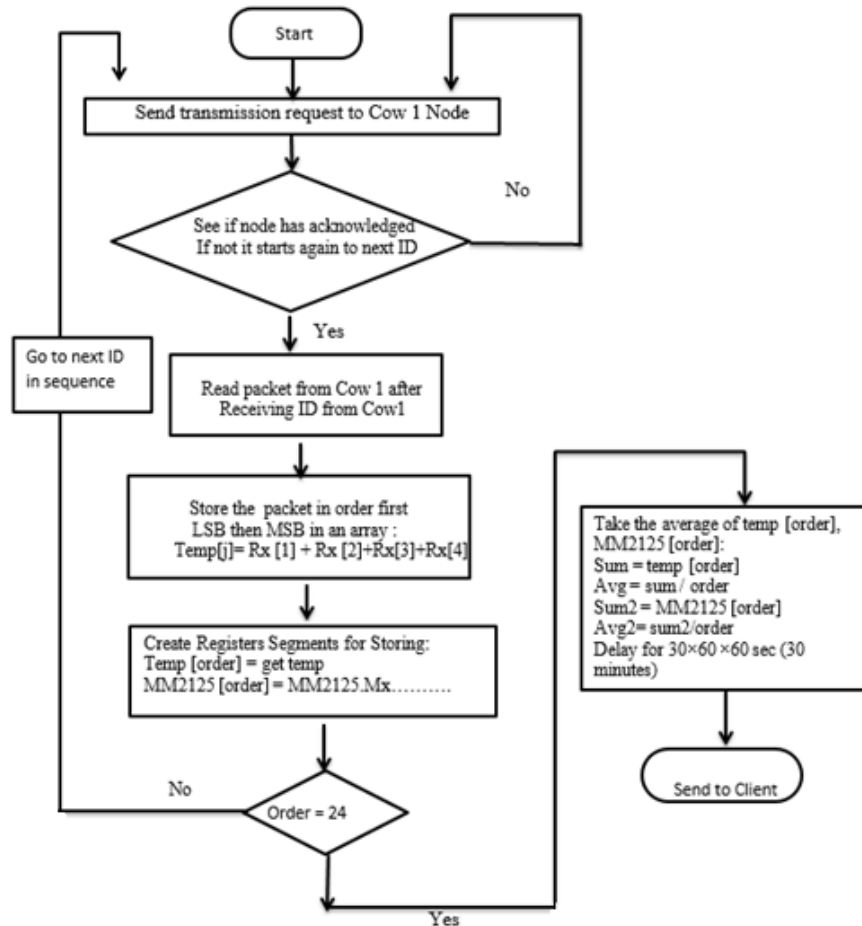 Start
Send transmission request to Cow 1 Node
No
See if node has acknowledged
If not it starts again to next ID
Yes
Go to next ID
in sequence
Read packet from Cow 1 after
Receiving ID from Cow1
Store the packet in order first
LSB then MSB in an array :
Temp[j]= Rx [1] + Rx [2]+Rx[3]+Rx[4]
Create Registers Segments for Storing:
Temp [order] = get temp
MM2125 [order] = MM2125.Mx..........
No
Order = 24
Yes
Take the average of temp [order],
MM2125 [order]:
Sum = temp [order]
Avg = sum / order
Sum2 = MM2125 [order]
Avg2= sum2/order
Delay for 30×60 ×60 sec (30
minutes)
Send to Client